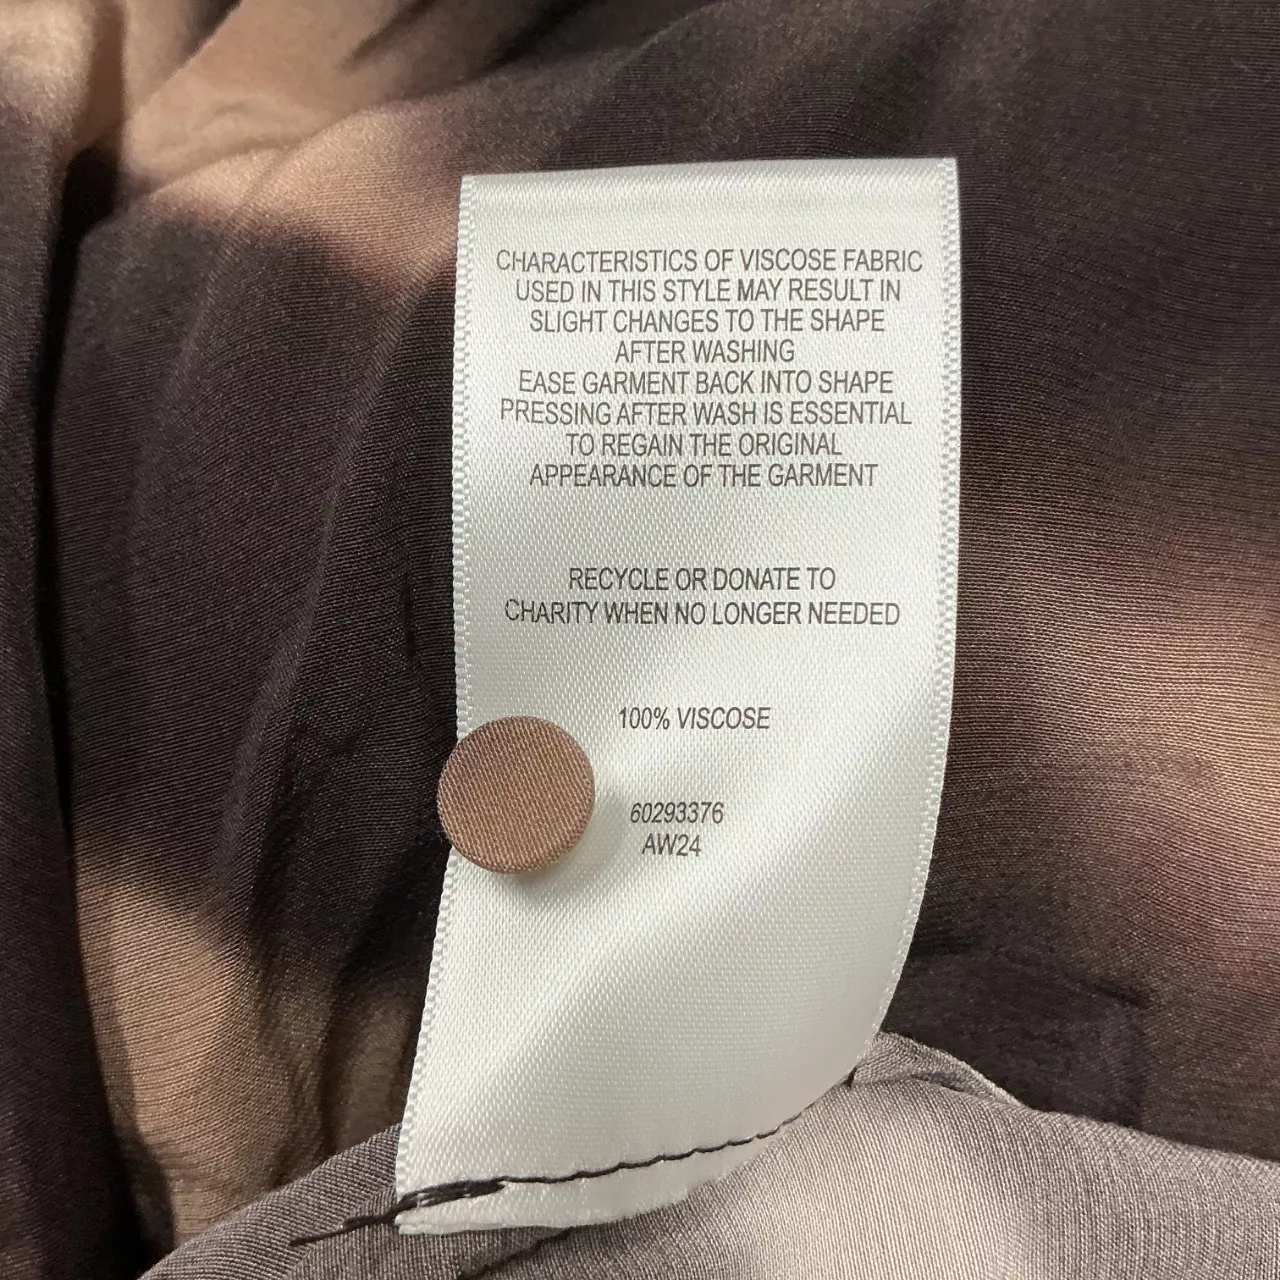 CHARACTERISTICS OF VISCOSE FABRIC
USED IN THIS STYLE MAY RESULT IN
SLIGHT CHANGES TO THE SHAPE
AFTER WASHING
EASE GARMENT BACK INTO SHAPE
PRESSING AFTER WASH IS ESSENTIAL
TO REGAIN THE ORIGINAL
APPEARANCE OF THE GARMENT
RECYCLE OR DONATE TO
CHARITY WHEN NO LONGER NEEDED
100% VISCOSE
60293376
AW24